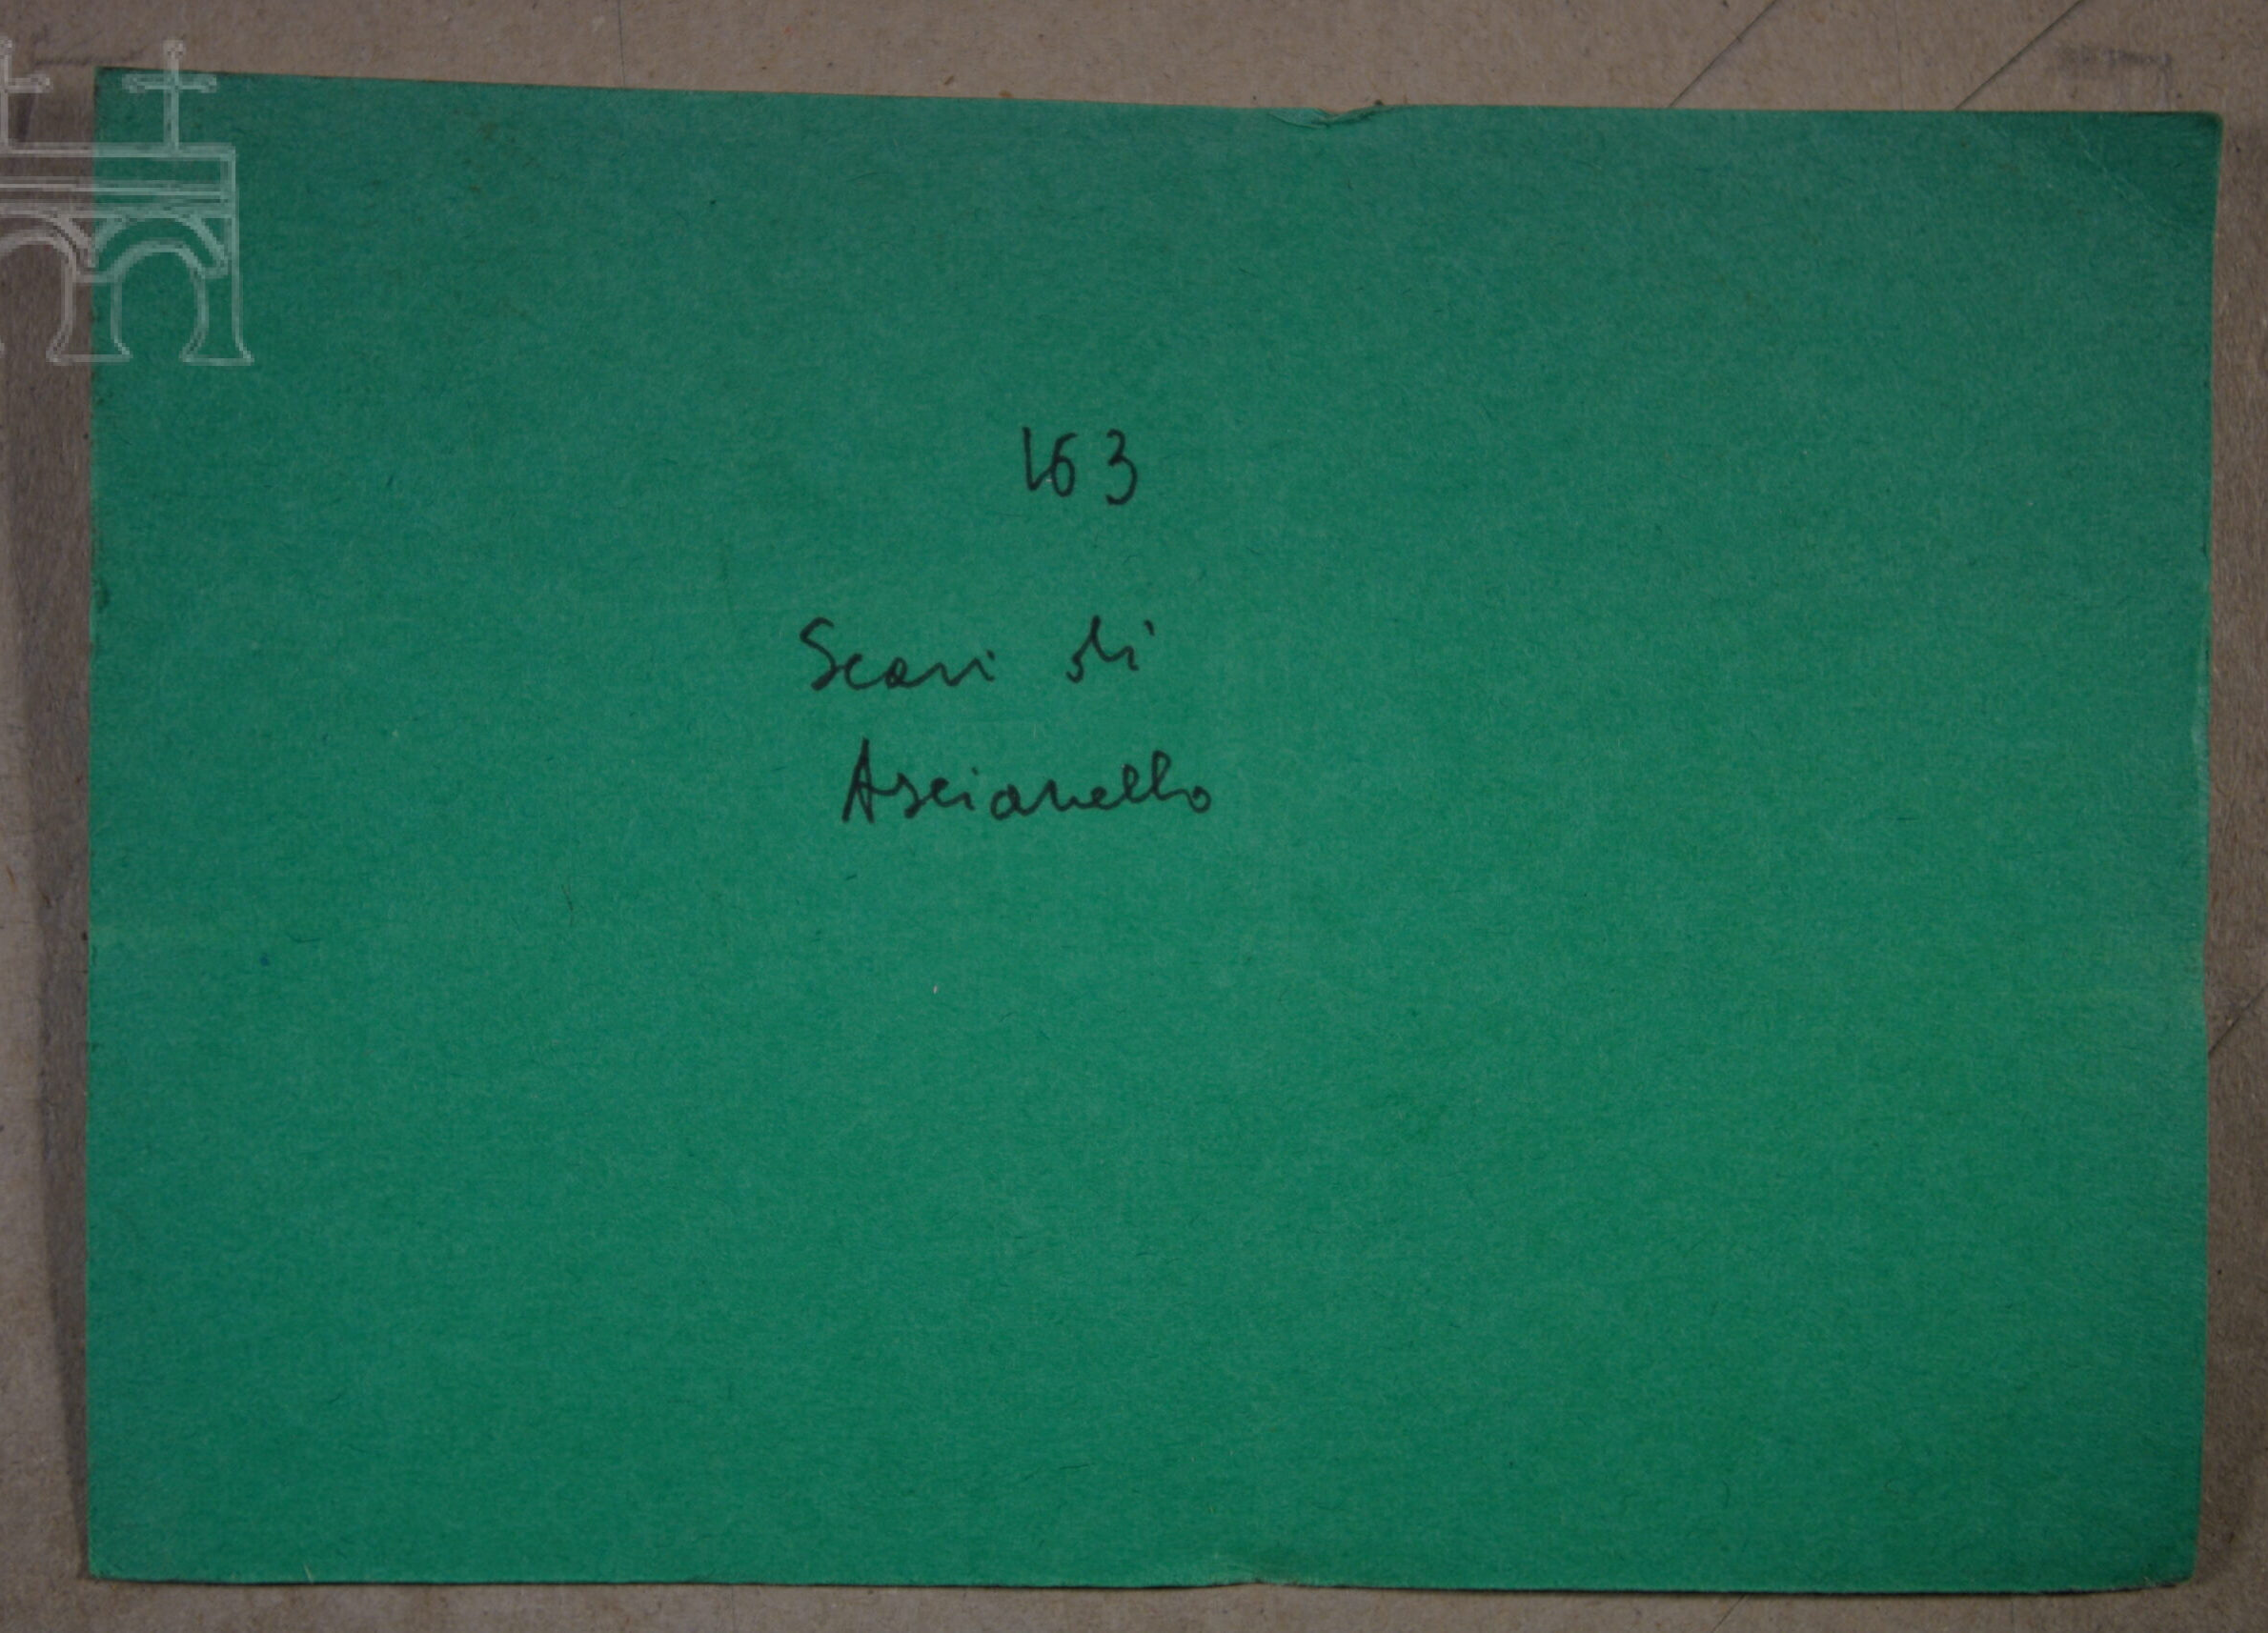 163
Scavi di
Ascianello